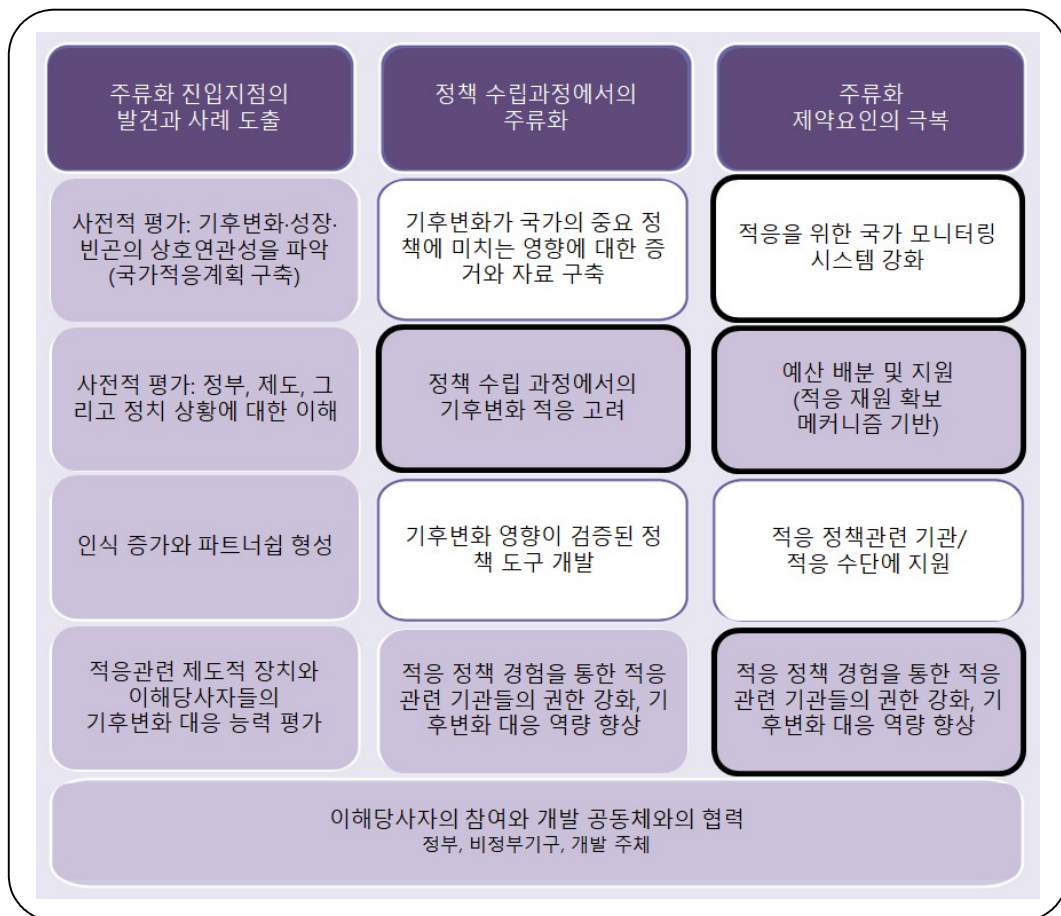 주류화 진입지점의
발견과 사례 도출
정책 수립과정에서의
주류화
주류화
제약요인의 극복
사전적 평가: 기후변화·성장·
빈곤의 상호연관성을 파악
(국가적응계획 구축)
기후변화가 국가의 중요 정
책에 미치는 영향에 대한 증
거와 자료 구축
적응을 위한 국가 모니터링
시스템 강화
사전적 평가: 정부, 제도, 그
리고 정치 상황에 대한 이해
정책 수립 과정에서의
기후변화 적응 고려
예산 배분 및 지원
(적응 재원 확보
메커니즘 기반)
인식 증가와 파트너쉽 형성
기후변화 영향이 검증된 정
책 도구 개발
적응 정책관련 기관/
적응 수단에 지원
적응관련 제도적 장치와
이해당사자들의
기후변화 대응 능력 평가
적응 정책 경험을 통한 적응
관련 기관들의 권한 강화, 기
후변화 대응 역량 향상
적응 정책 경험을 통한 적응
관련 기관들의 권한 강화, 기
후변화 대응 역량 향상
이해당사자의 참여와 개발 공동체와의 협력
정부, 비정부기구, 개발 주체